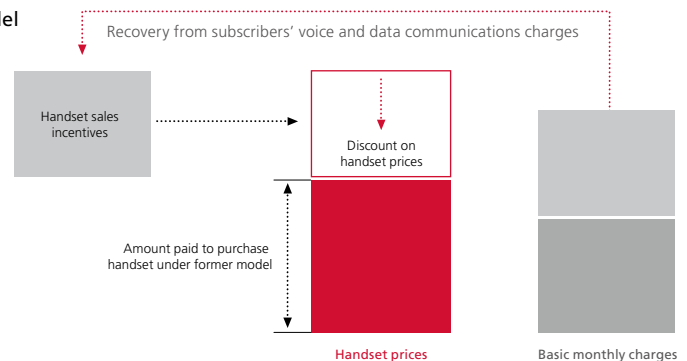 Recovery from subscribers’ voice and data communications charges
Handset sales
incentives
Discount on
handset prices
Amount paid to purchase
handset under former model
Handset prices
Basic monthly charges